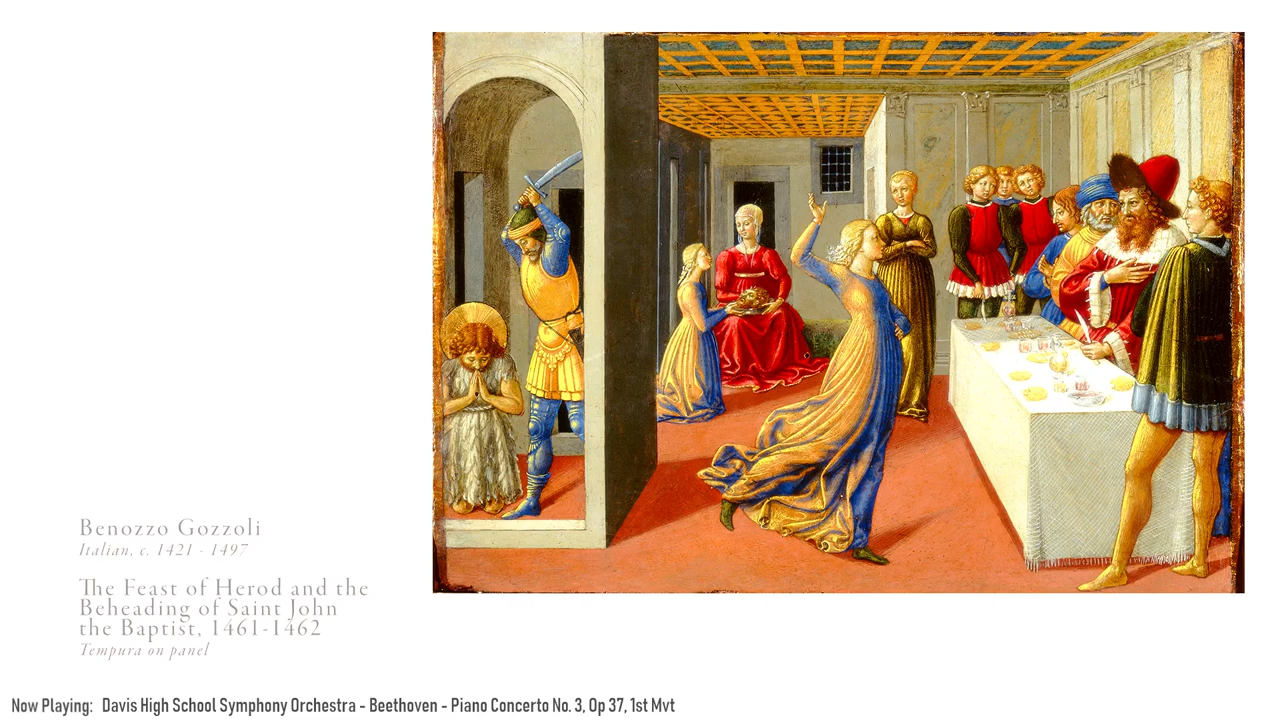 Benozzo Gozzoli
Italian, c. 1421 - 1497
The Feast of Herod and the
Beheading of Saint John
the Baptist, 1461-1462
Tempura on panel
Now Playing: Davis High School Symphony Orchestra - Beethoven - Piano Concerto No. 3, Op 37, 1st Mvt